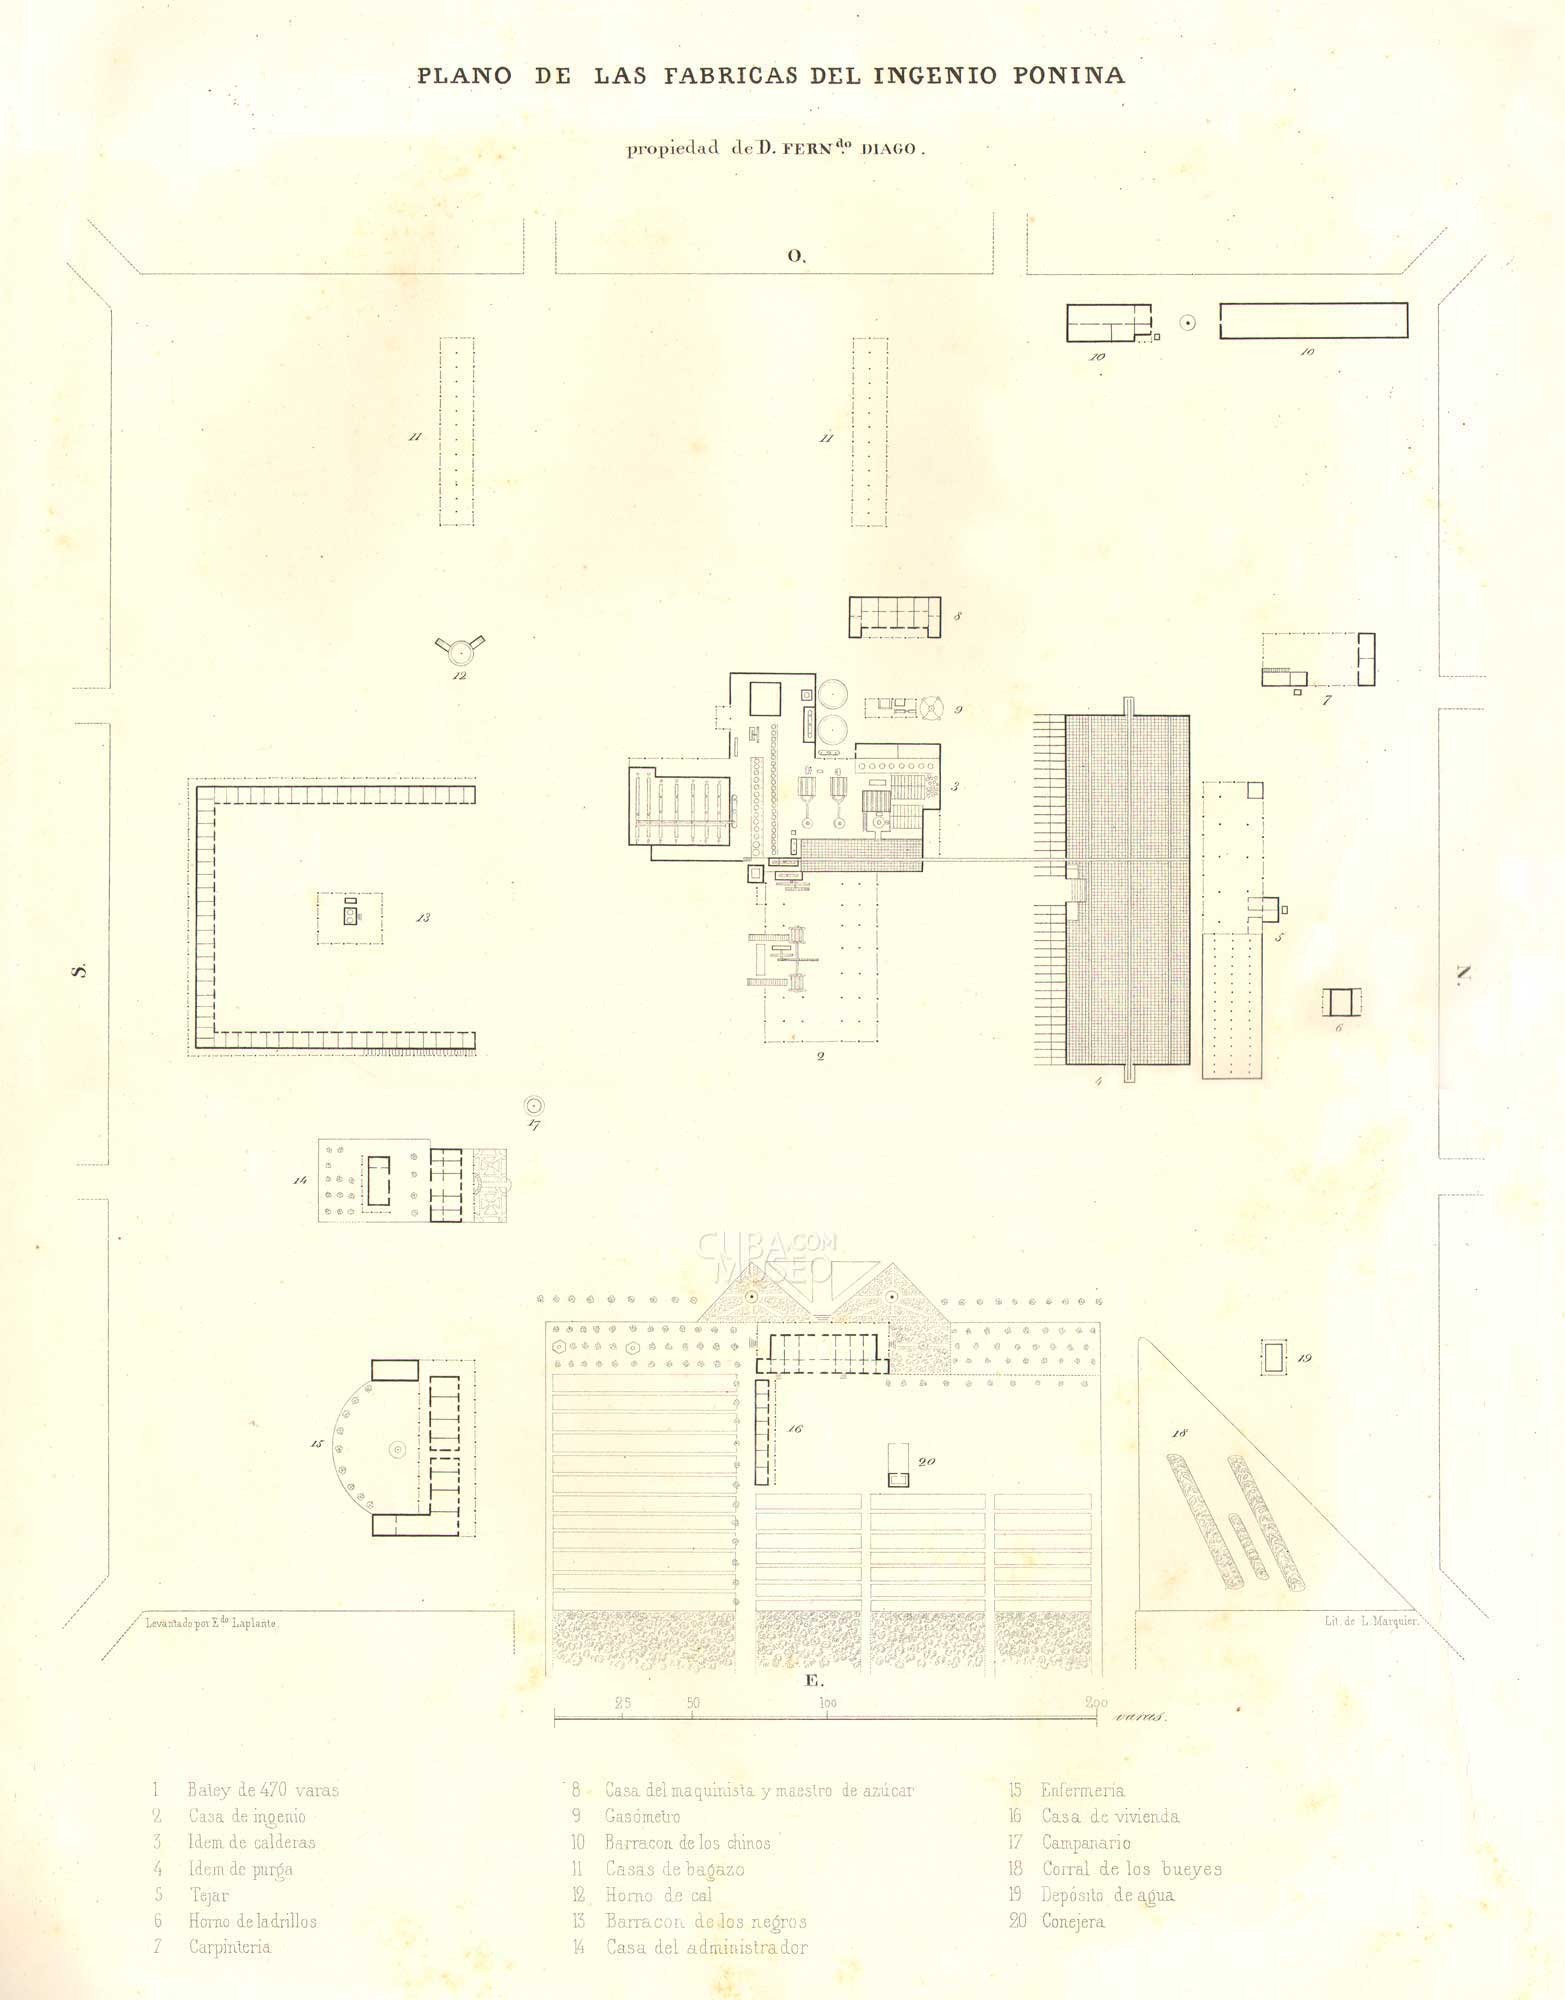 PLANO DE LAS FABRICAS DEL INGENIO PONINA
propiedad de D. FERNdo. DIAGO.
O.
10
10
11
11
8
12
7
9
3
13
S.
N.
5
6
2
4
17
14
CUBA.COM
MUSEO
19
16
18
15
20
Levantado por Edo Laplante.
Lit. de L. Marquier.
E.
25 50 100 200
varas.
1 Batey de 470 varas
2 Casa de ingenio
3 Idem de calderas
4 Idem de purga
5 Tejar
6 Horno de ladrillos
7 Carpinteria
8 Casa del maquinista y maestro de azúcar
9 Gasómetro
10 Barracon de los chinos
11 Casas de bagazo
12 Horno de cal
13 Barracon de los negros
14 Casa del administrador
15 Enfermería
16 Casa de vivienda
17 Campanario
18 Corral de los bueyes
19 Depósito de agua
20 Conejera